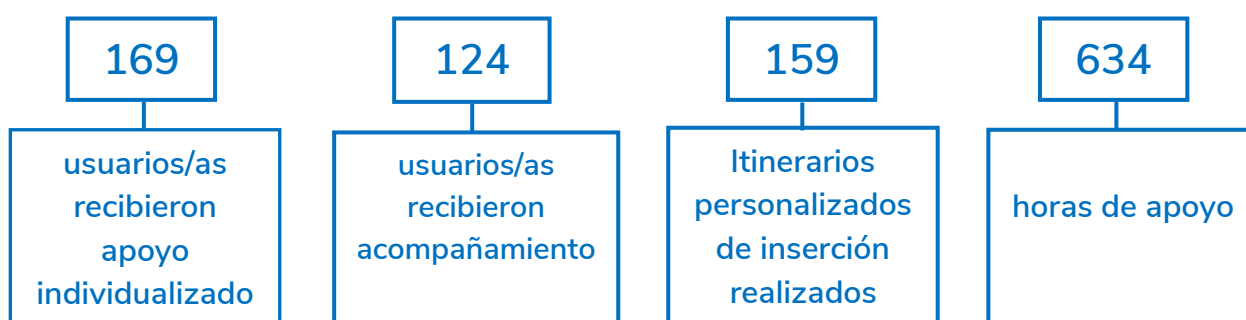 169
usuarios/as
recibieron
apoyo
individualizado
124
usuarios/as
recibieron
acompañamiento
159
Itinerarios
personalizados
de inserción
realizados
634
horas de apoyo